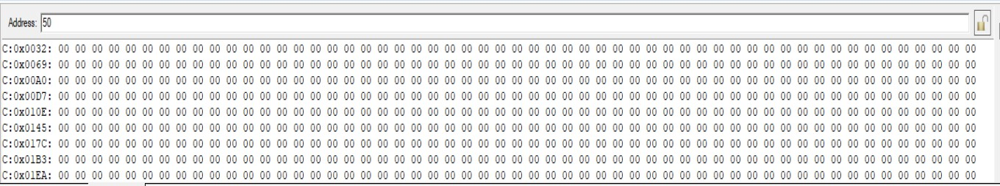 Address: 50
C:0x0032: 00 00 00 00 00 00 00 00 00 00 00 00 00 00 00 00 00 00 00 00 00 00 00 00 00 00 00 00 00 00 00 00 00 00 00 00 00 00 00 00 00 00 00 00 00 00 00 00 00 00 00 00 00 00 00
C:0x0069: 00 00 00 00 00 00 00 00 00 00 00 00 00 00 00 00 00 00 00 00 00 00 00 00 00 00 00 00 00 00 00 00 00 00 00 00 00 00 00 00 00 00 00 00 00 00 00 00 00 00 00 00 00 00 00
C:0x00A0: 00 00 00 00 00 00 00 00 00 00 00 00 00 00 00 00 00 00 00 00 00 00 00 00 00 00 00 00 00 00 00 00 00 00 00 00 00 00 00 00 00 00 00 00 00 00 00 00 00 00 00 00 00 00 00
C:0x00D7: 00 00 00 00 00 00 00 00 00 00 00 00 00 00 00 00 00 00 00 00 00 00 00 00 00 00 00 00 00 00 00 00 00 00 00 00 00 00 00 00 00 00 00 00 00 00 00 00 00 00 00 00 00 00 00
C:0x010E: 00 00 00 00 00 00 00 00 00 00 00 00 00 00 00 00 00 00 00 00 00 00 00 00 00 00 00 00 00 00 00 00 00 00 00 00 00 00 00 00 00 00 00 00 00 00 00 00 00 00 00 00 00 00 00
C:0x0145: 00 00 00 00 00 00 00 00 00 00 00 00 00 00 00 00 00 00 00 00 00 00 00 00 00 00 00 00 00 00 00 00 00 00 00 00 00 00 00 00 00 00 00 00 00 00 00 00 00 00 00 00 00 00 00
C:0x017C: 00 00 00 00 00 00 00 00 00 00 00 00 00 00 00 00 00 00 00 00 00 00 00 00 00 00 00 00 00 00 00 00 00 00 00 00 00 00 00 00 00 00 00 00 00 00 00 00 00 00 00 00 00 00 00
C:0x01B3: 00 00 00 00 00 00 00 00 00 00 00 00 00 00 00 00 00 00 00 00 00 00 00 00 00 00 00 00 00 00 00 00 00 00 00 00 00 00 00 00 00 00 00 00 00 00 00 00 00 00 00 00 00 00 00
C:0x01EA: 00 00 00 00 00 00 00 00 00 00 00 00 00 00 00 00 00 00 00 00 00 00 00 00 00 00 00 00 00 00 00 00 00 00 00 00 00 00 00 00 00 00 00 00 00 00 00 00 00 00 00 00 00 00 00